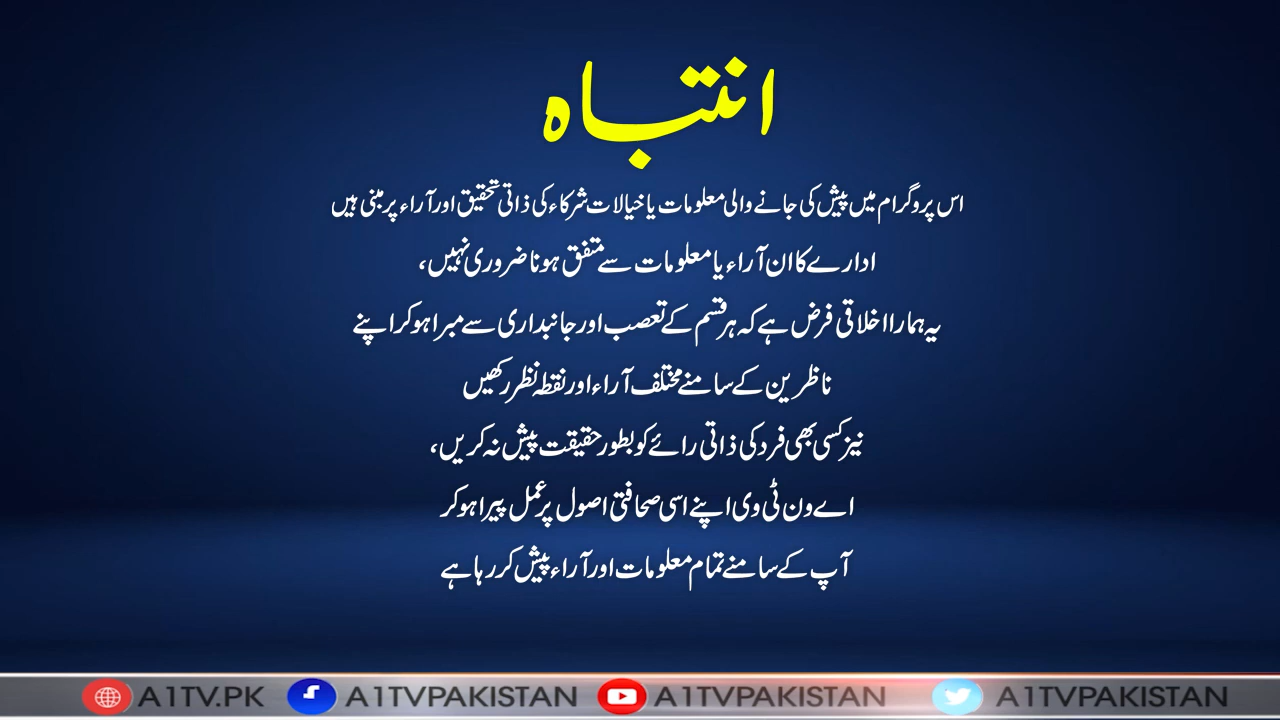 انتباہ
اس پروگرام میں پیش کی جانے والی معلومات یا خیالات شرکاء کی ذاتی تحقیق اور آراء پر مبنی ہیں
ادارے کا ان آراء یا معلومات سے متفق ہونا ضروری نہیں،
یہ ہمارا اخلاقی فرض ہے کہ ہر قسم کے تعصب اور جانبداری سے مبرا ہو کر اپنے
ناظرین کے سامنے مختلف آراء اور نقطہ نظر رکھیں
نیز کسی بھی فرد کی ذاتی رائے کو بطور حقیقت پیش نہ کریں،
اے ون ٹی وی اپنے اسی صحافتی اصول پر عمل پیرا ہو کر
آپ کے سامنے تمام معلومات اور آراء پیش کر رہا ہے
A1TV.PK A1TVPAKISTAN A1TVPAKISTAN A1TVPAKISTAN